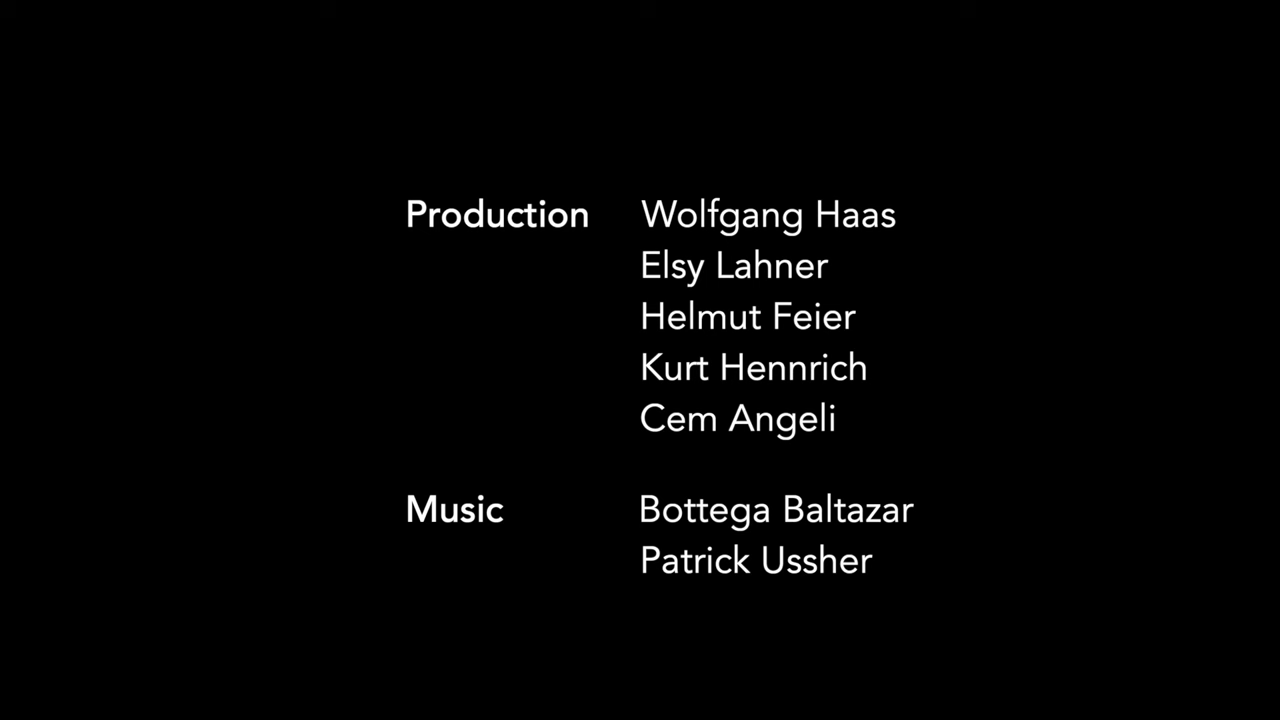 Production Wolfgang Haas
Elsy Lahner
Helmut Feier
Kurt Hennrich
Cem Angeli
Music Bottega Baltazar
Patrick Ussher